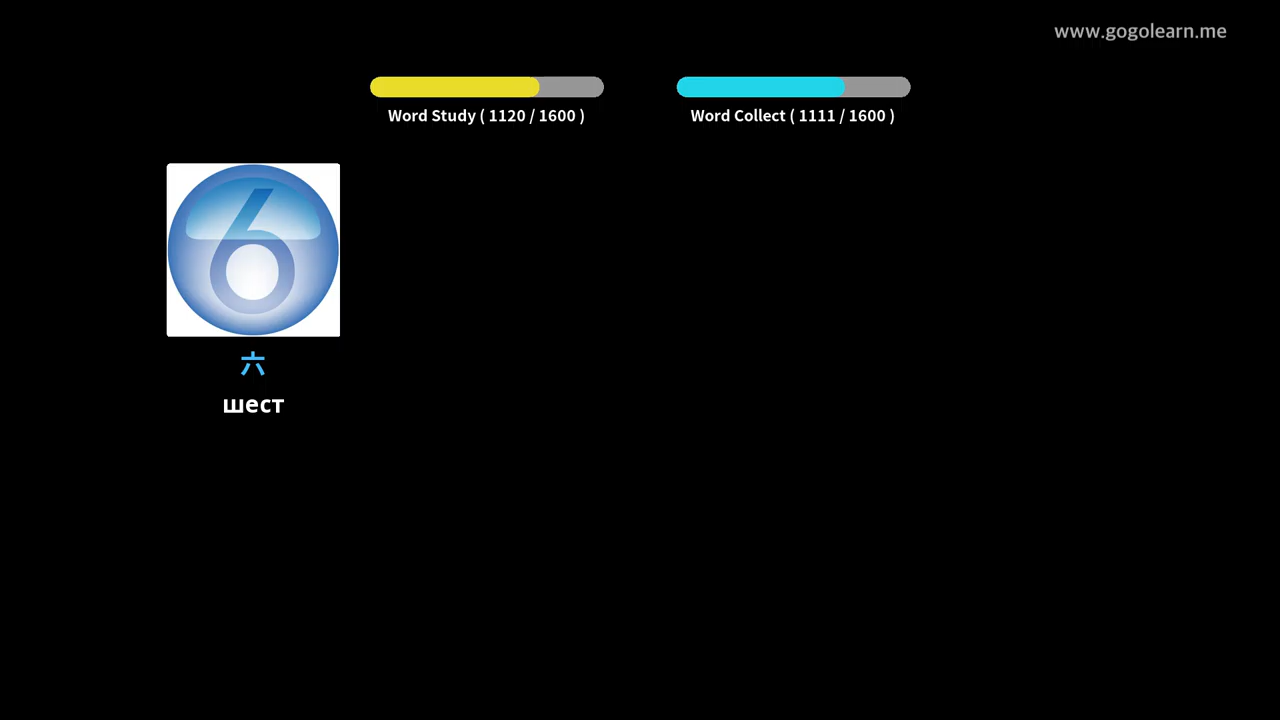 www.gogolearn.me
Word Study ( 1120 / 1600 )
Word Collect ( 1111 / 1600 )
6
六
шест